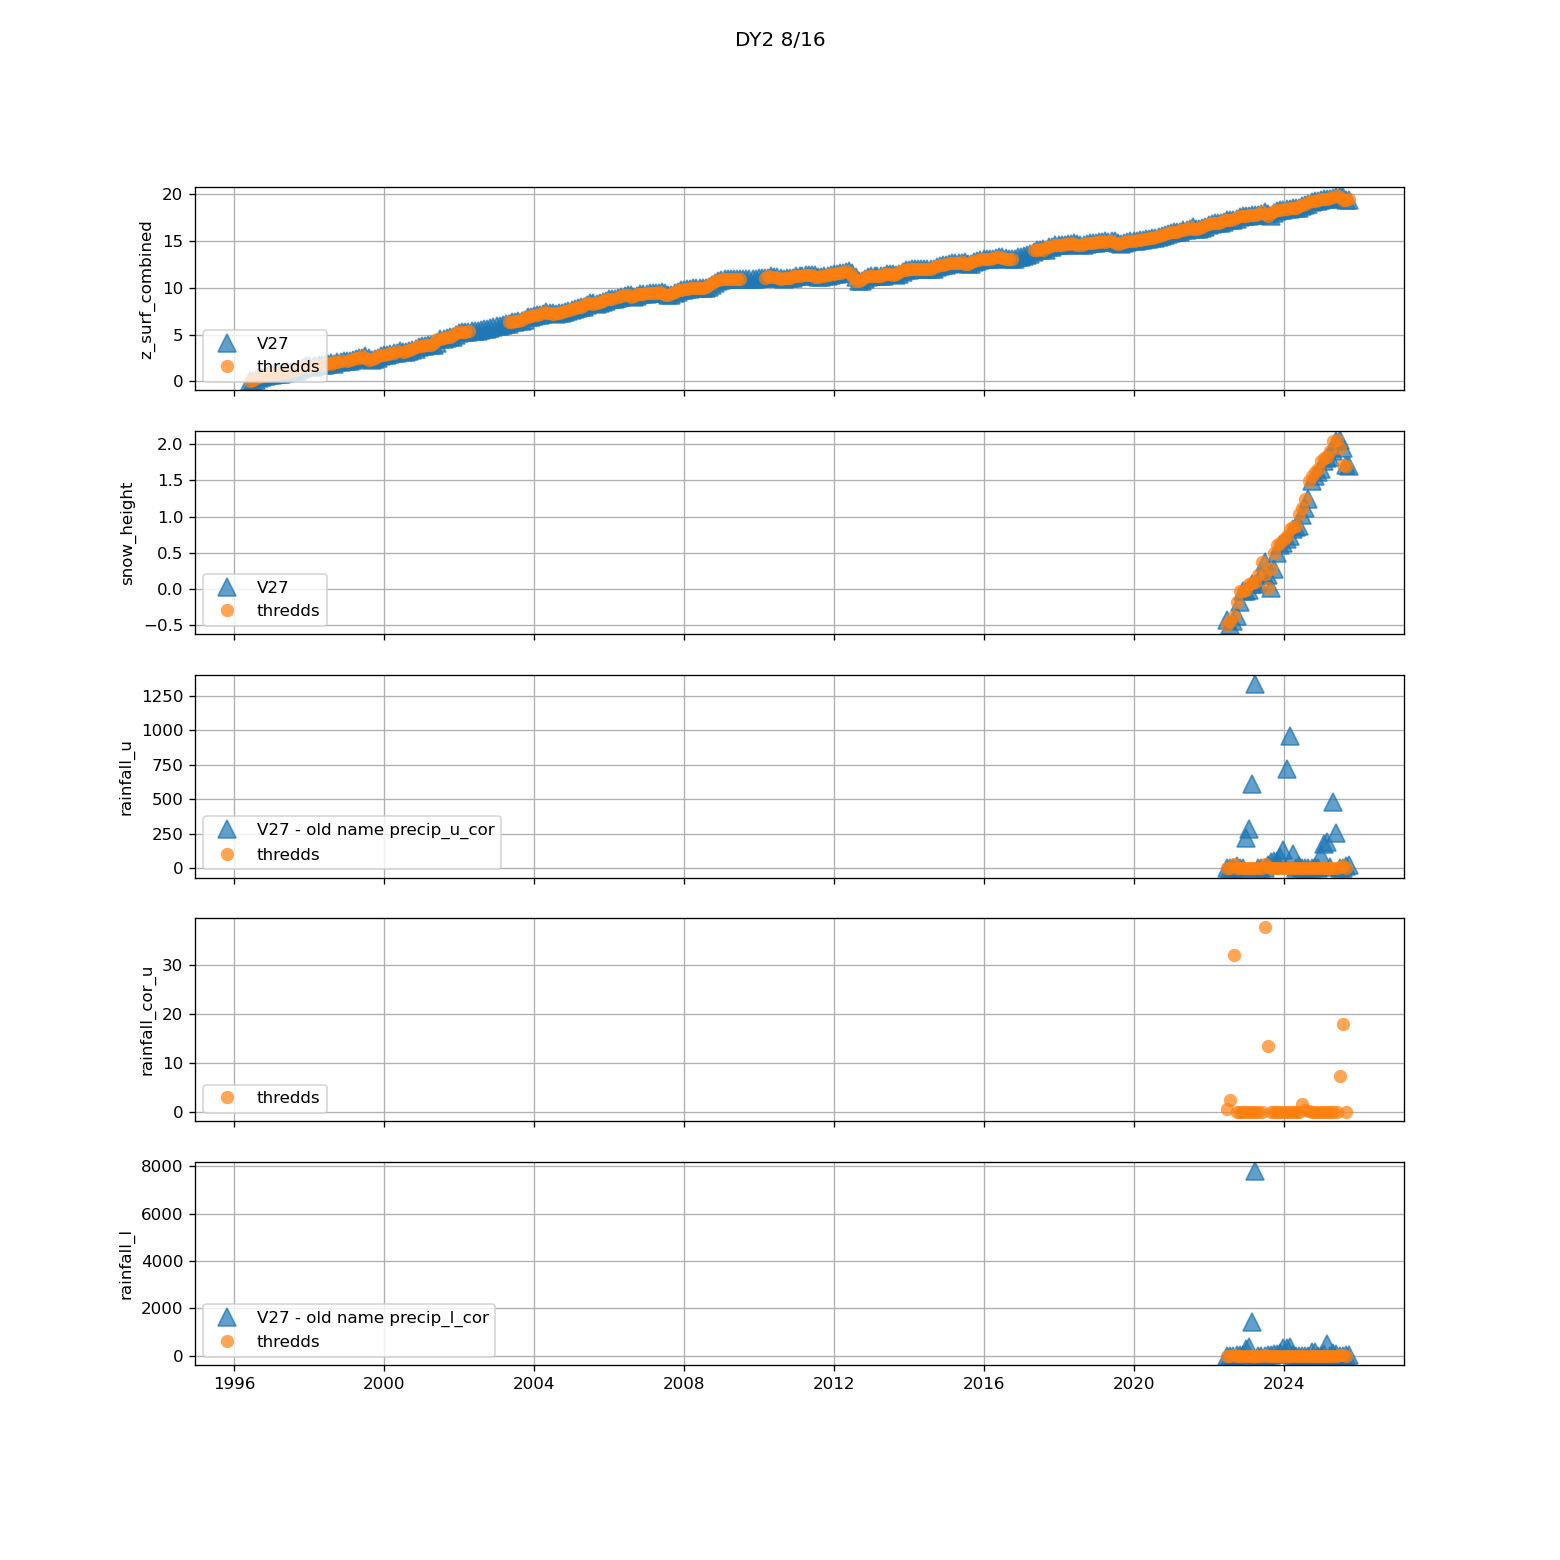 DY2 8/16
20
15
10
5
0
z_surf_combined
V27
thredds
2.0
1.5
1.0
0.5
0.0
−0.5
snow_height
V27
thredds
1250
1000
750
500
250
0
rainfall_u
V27 - old name precip_u_cor
thredds
30
20
10
0
rainfall_cor_u
thredds
8000
6000
4000
2000
0
rainfall_l
V27 - old name precip_l_cor
thredds
1996 2000 2004 2008 2012 2016 2020 2024